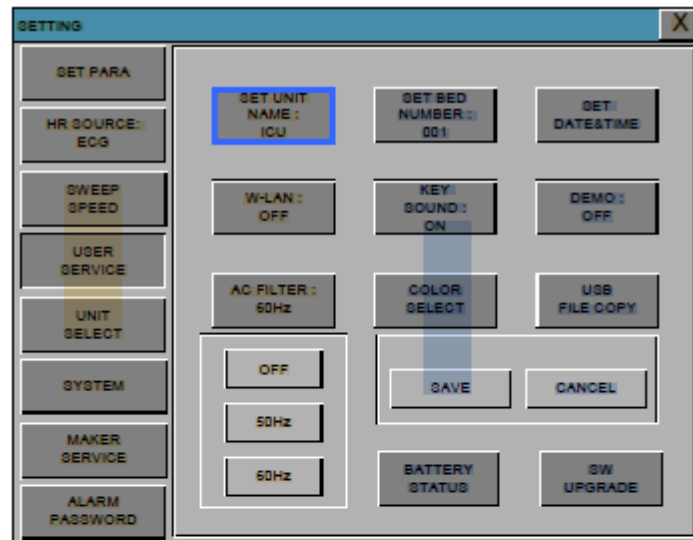 SETTING
X
SET PARA
HR SOURCE:
ECG
SWEEP
SPEED
USER
SERVICE
UNIT
SELECT
SYSTEM
MAKER
SERVICE
ALARM
PASSWORD
SET UNIT
NAME :
ICU
SET BED
NUMBER :
001
SET
DATE&TIME
W-LAN :
OFF
KEY
SOUND :
ON
DEMO :
OFF
AC FILTER :
60Hz
COLOR
SELECT
USB
FILE COPY
OFF
50Hz
60Hz
SAVE
CANCEL
BATTERY
STATUS
SW
UPGRADE